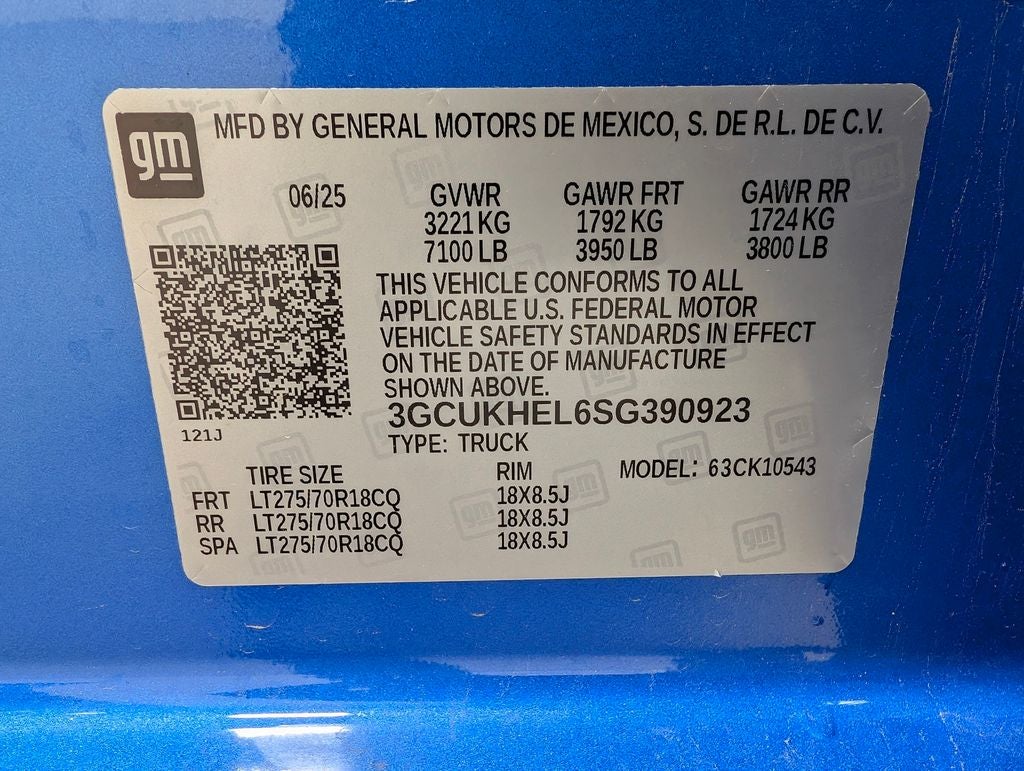 gm MFD BY GENERAL MOTORS DE MEXICO, S. DE R.L. DE C.V.
06/25 GVWR GAWR FRT GAWR RR
3221 KG 1792 KG 1724 KG
7100 LB 3950 LB 3800 LB
THIS VEHICLE CONFORMS TO ALL
APPLICABLE U.S. FEDERAL MOTOR
VEHICLE SAFETY STANDARDS IN EFFECT
ON THE DATE OF MANUFACTURE
SHOWN ABOVE.
3GCUKHEL6SG390923
121J
TYPE: TRUCK
TIRE SIZE RIM MODEL: 63CK10543
FRT LT275/70R18CQ 18X8.5J
RR LT275/70R18CQ 18X8.5J
SPA LT275/70R18CQ 18X8.5J